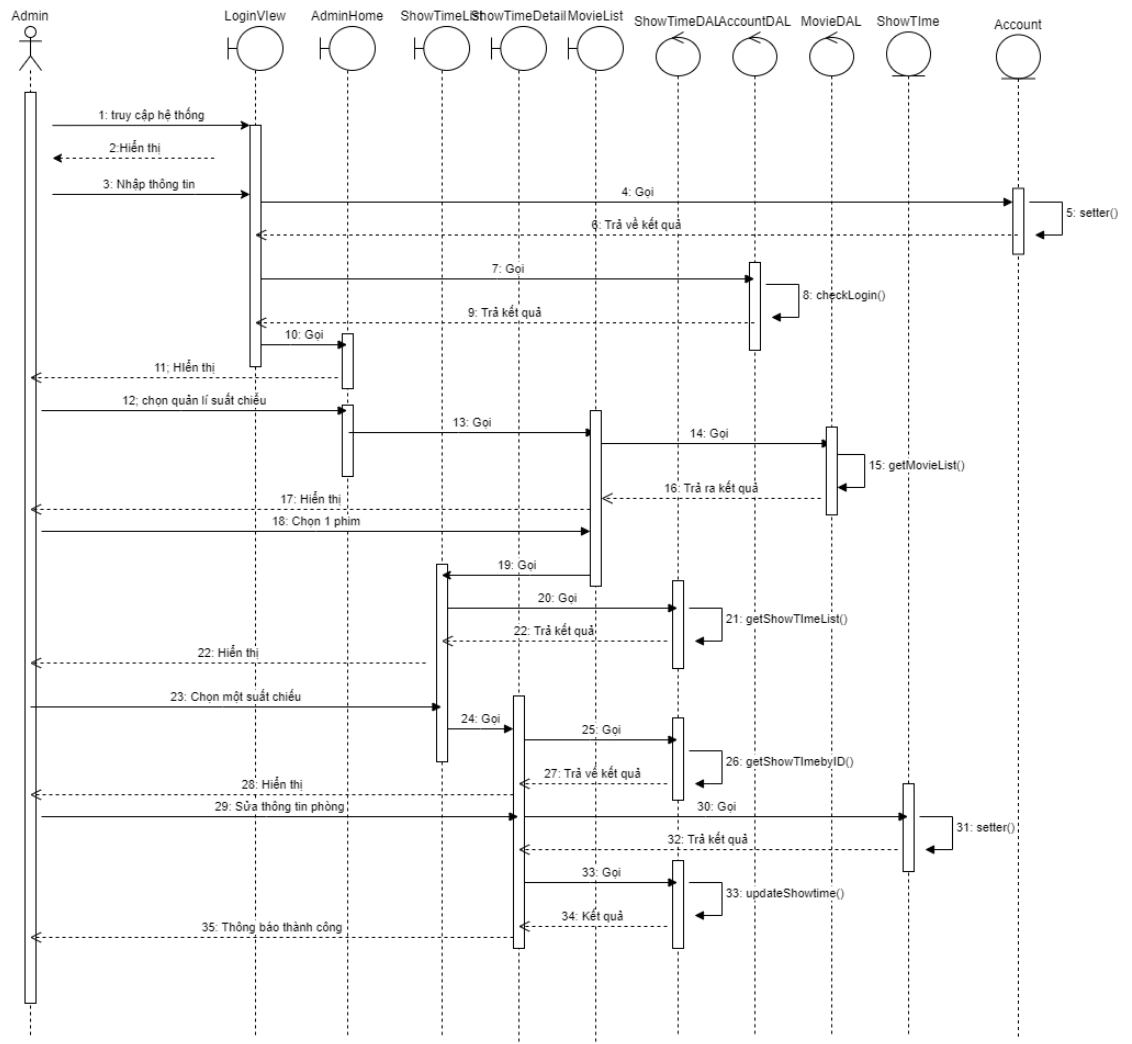 Admin
LoginVIew
AdminHome
ShowTimeList
ShowTimeDetail
MovieList
ShowTimeDAL
AccountDAL
MovieDAL
ShowTIme
Account
1: truy cập hệ thống
2:Hiển thị
3: Nhập thông tin
4: Gọi
5: setter()
6: Trả về kết quả
7: Gọi
8: checkLogin()
9: Trả kết quả
10: Gọi
11; HIển thị
12; chọn quản lí suất chiếu
13: Gọi
14: Gọi
15: getMovieList()
16: Trả ra kết quả
17: Hiển thị
18: Chọn 1 phim
19: Gọi
20: Gọi
21: getShowTImeList()
22: Trả kết quả
22: Hiển thị
23: Chọn một suất chiếu
24: Gọi
25: Gọi
26: getShowTImebyID()
27: Trả về kết quả
28: Hiển thị
29: Sửa thông tin phòng
30: Gọi
31: setter()
32: Trả kết quả
33: Gọi
33: updateShowtime()
34: Kết quả
35: Thông báo thành công